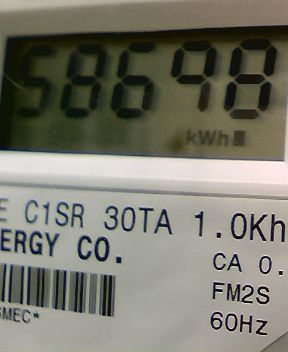 58698
kWh
E C1SR 30TA 1.0Kh
ERGY CO.
CA 0.
FM2S
SMEC*
60Hz